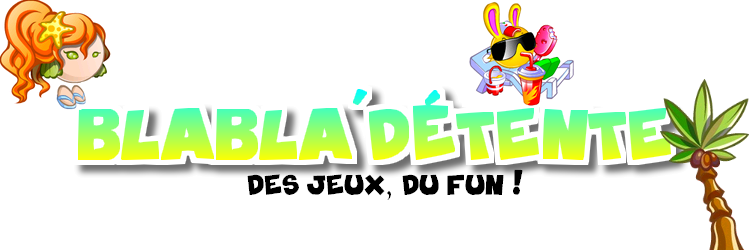 BLABLA'DÉTENTE
DES JEUX, DU FUN !